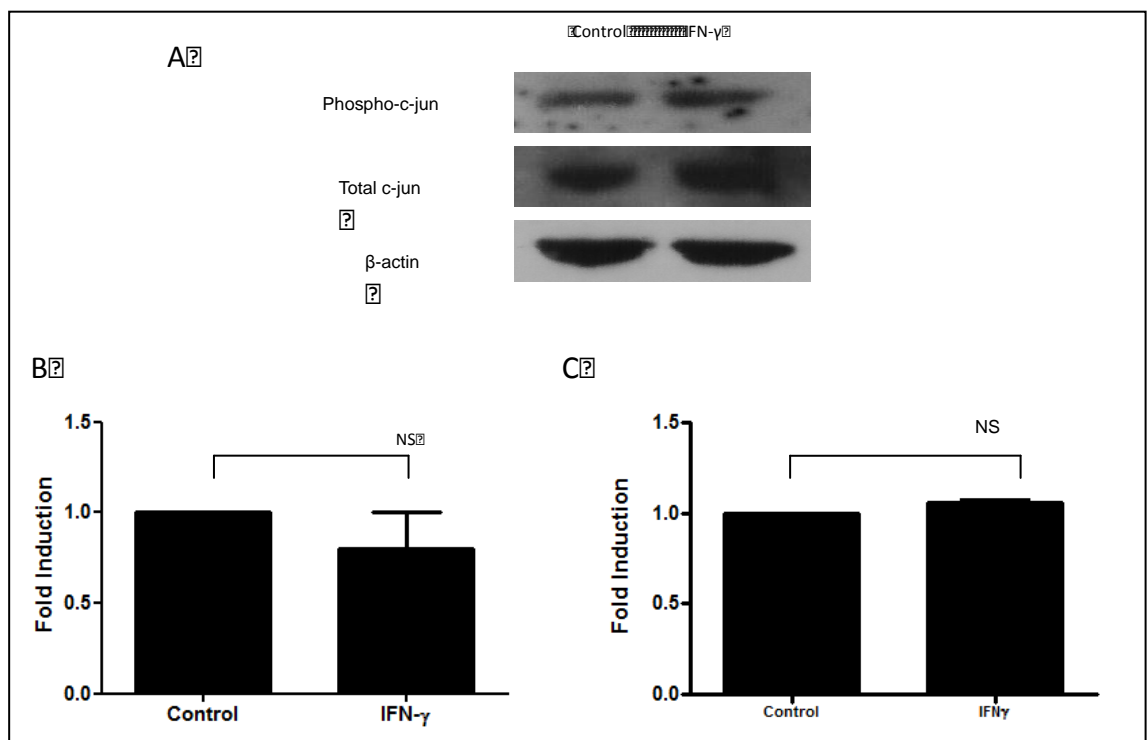 Control IFN-γ
A
Phospho-c-jun
Total c-jun
β-actin
B
1.5
1.0
0.5
0.0
Fold Induction
NS
Control IFN-γ
C
1.5
1.0
0.5
0.0
Fold Induction
NS
Control IFNγ